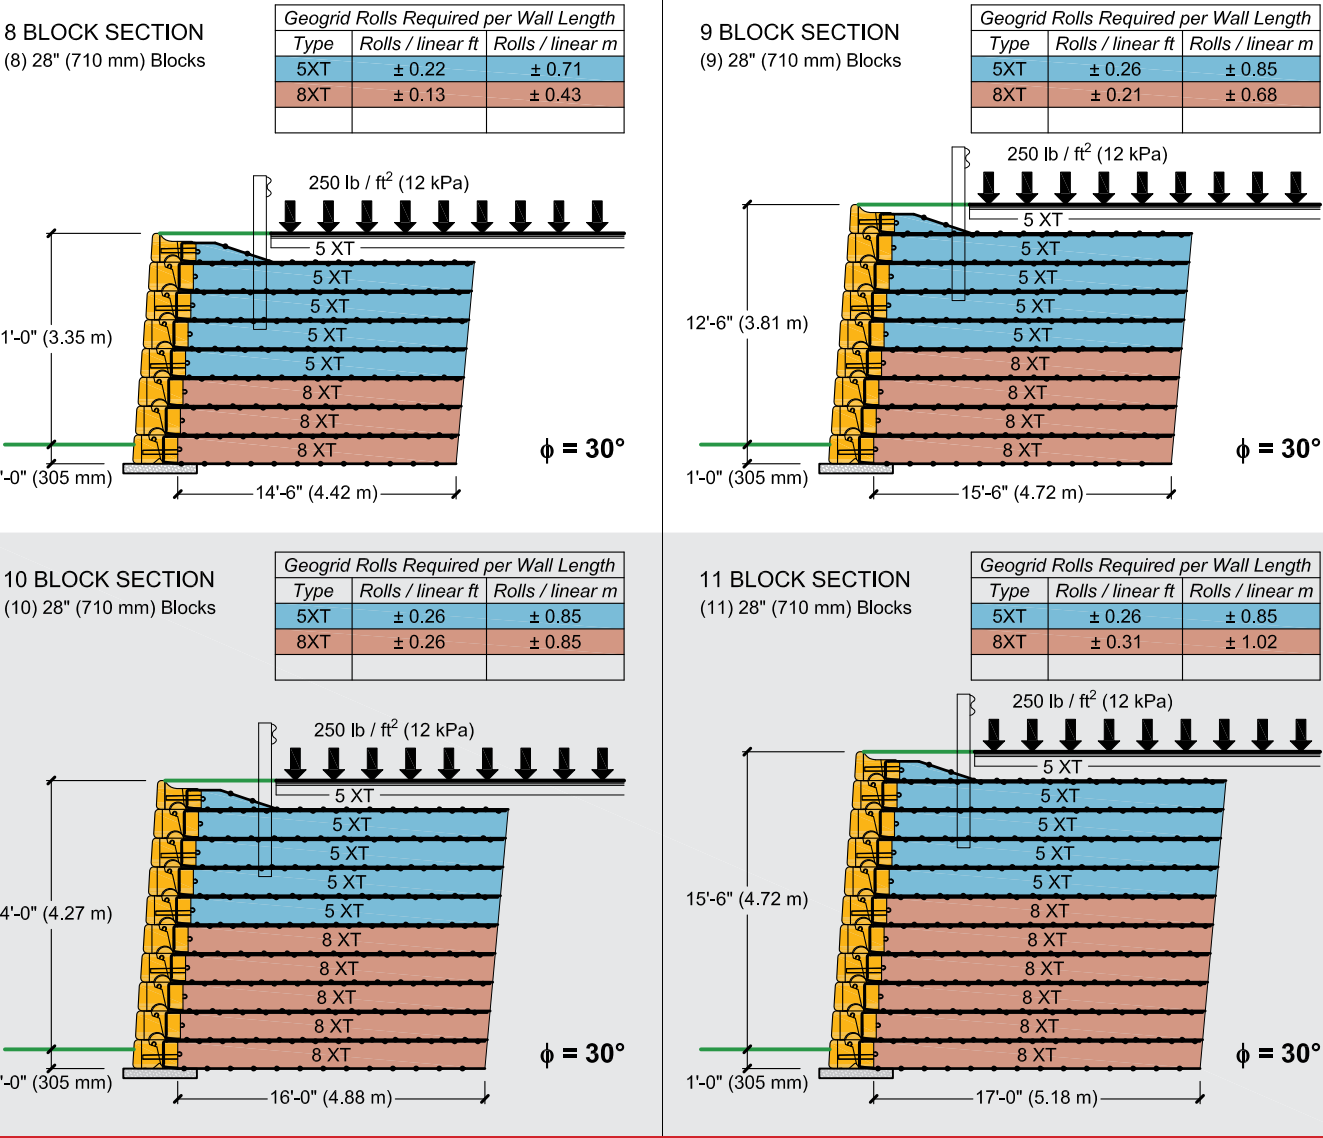 8 BLOCK SECTION
(8) 28" (710 mm) Blocks
Geogrid Rolls Required per Wall Length
Type Rolls / linear ft Rolls / linear m
5XT ± 0.22 ± 0.71
8XT ± 0.13 ± 0.43
250 lb / ft² (12 kPa)
5 XT
5 XT
5 XT
5 XT
5 XT
8 XT
8 XT
8 XT
1'-0" (3.35 m)
'-0" (305 mm)
14'-6" (4.42 m)
ϕ = 30°
9 BLOCK SECTION
(9) 28" (710 mm) Blocks
Geogrid Rolls Required per Wall Length
Type Rolls / linear ft Rolls / linear m
5XT ± 0.26 ± 0.85
8XT ± 0.21 ± 0.68
250 lb / ft² (12 kPa)
5 XT
5 XT
5 XT
5 XT
5 XT
8 XT
8 XT
8 XT
8 XT
12'-6" (3.81 m)
1'-0" (305 mm)
15'-6" (4.72 m)
ϕ = 30°
10 BLOCK SECTION
(10) 28" (710 mm) Blocks
Geogrid Rolls Required per Wall Length
Type Rolls / linear ft Rolls / linear m
5XT ± 0.26 ± 0.85
8XT ± 0.26 ± 0.85
250 lb / ft² (12 kPa)
5 XT
5 XT
5 XT
5 XT
5 XT
8 XT
8 XT
8 XT
8 XT
8 XT
4'-0" (4.27 m)
'-0" (305 mm)
16'-0" (4.88 m)
ϕ = 30°
11 BLOCK SECTION
(11) 28" (710 mm) Blocks
Geogrid Rolls Required per Wall Length
Type Rolls / linear ft Rolls / linear m
5XT ± 0.26 ± 0.85
8XT ± 0.31 ± 1.02
250 lb / ft² (12 kPa)
5 XT
5 XT
5 XT
5 XT
5 XT
8 XT
8 XT
8 XT
8 XT
8 XT
8 XT
15'-6" (4.72 m)
1'-0" (305 mm)
17'-0" (5.18 m)
ϕ = 30°